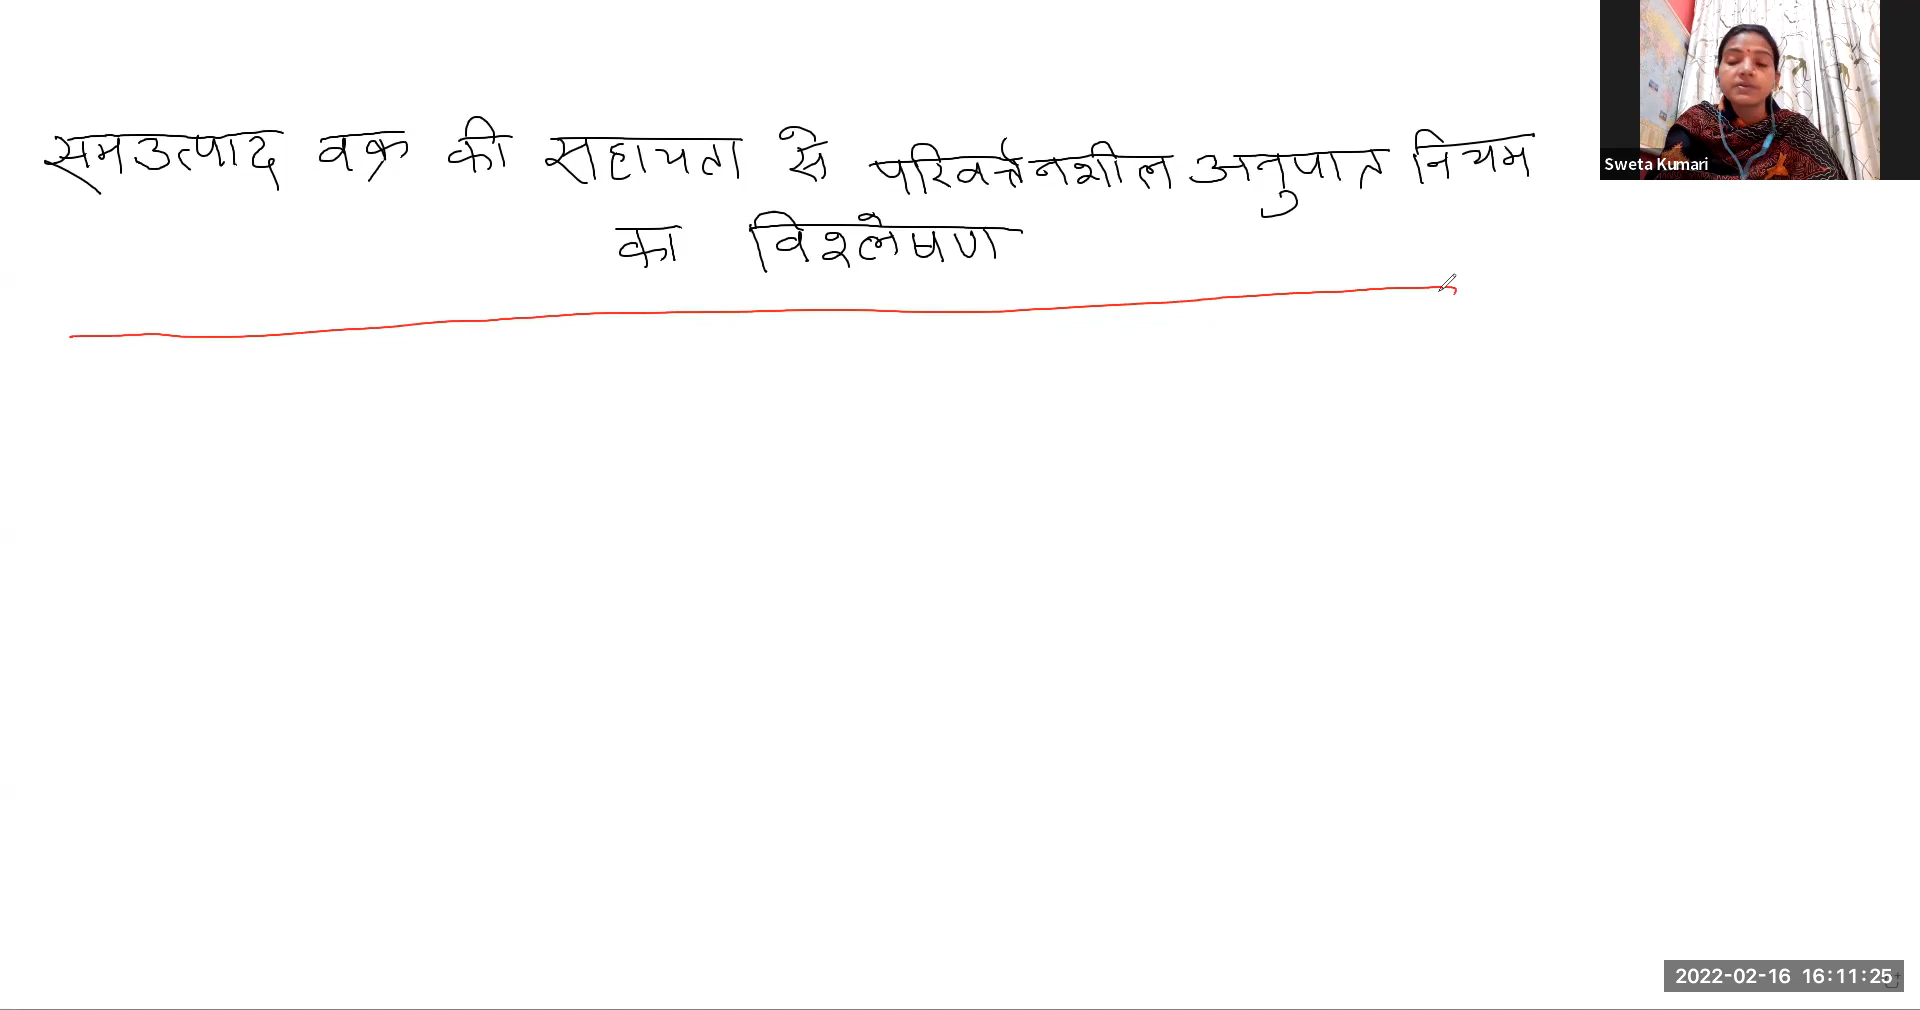 समउत्पाद वक्र की सहायता से परिवर्त्तनशील अनुपात नियम
का विश्लेषण
Sweta Kumari
2022-02-16 16:11:25